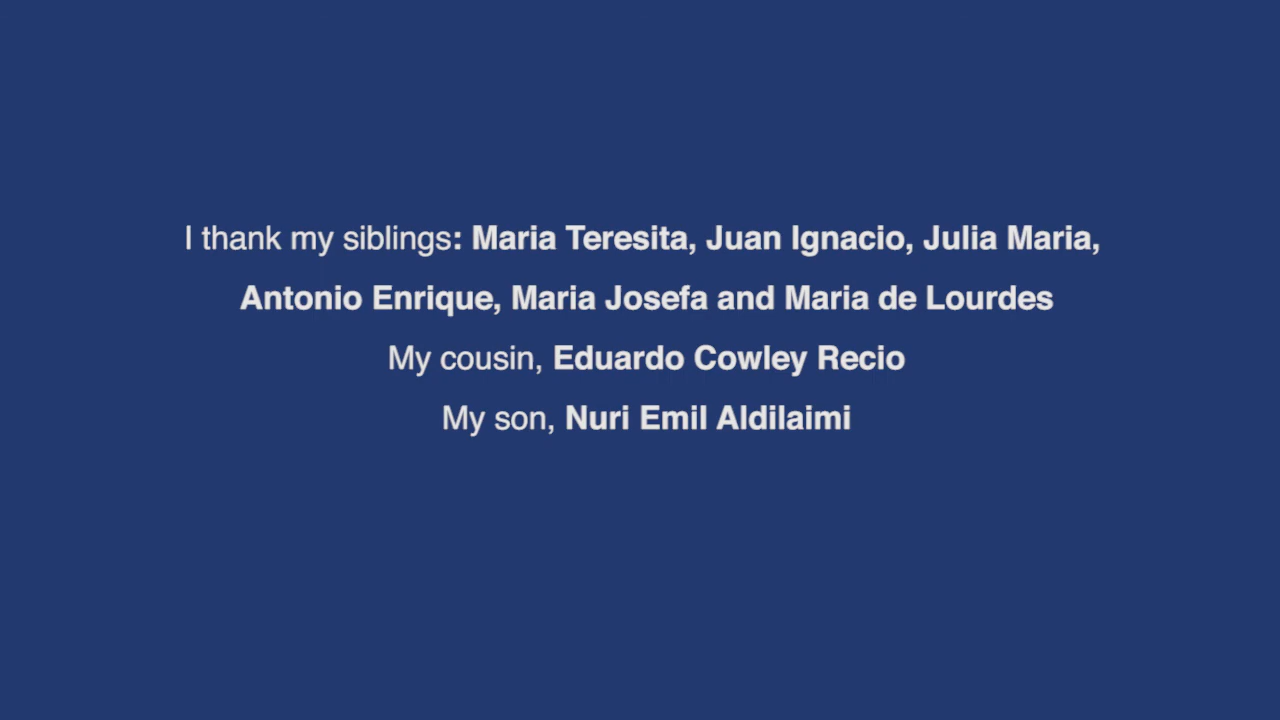 I thank my siblings: Maria Teresita, Juan Ignacio, Julia Maria,
Antonio Enrique, Maria Josefa and Maria de Lourdes
My cousin, Eduardo Cowley Recio
My son, Nuri Emil Aldilaimi